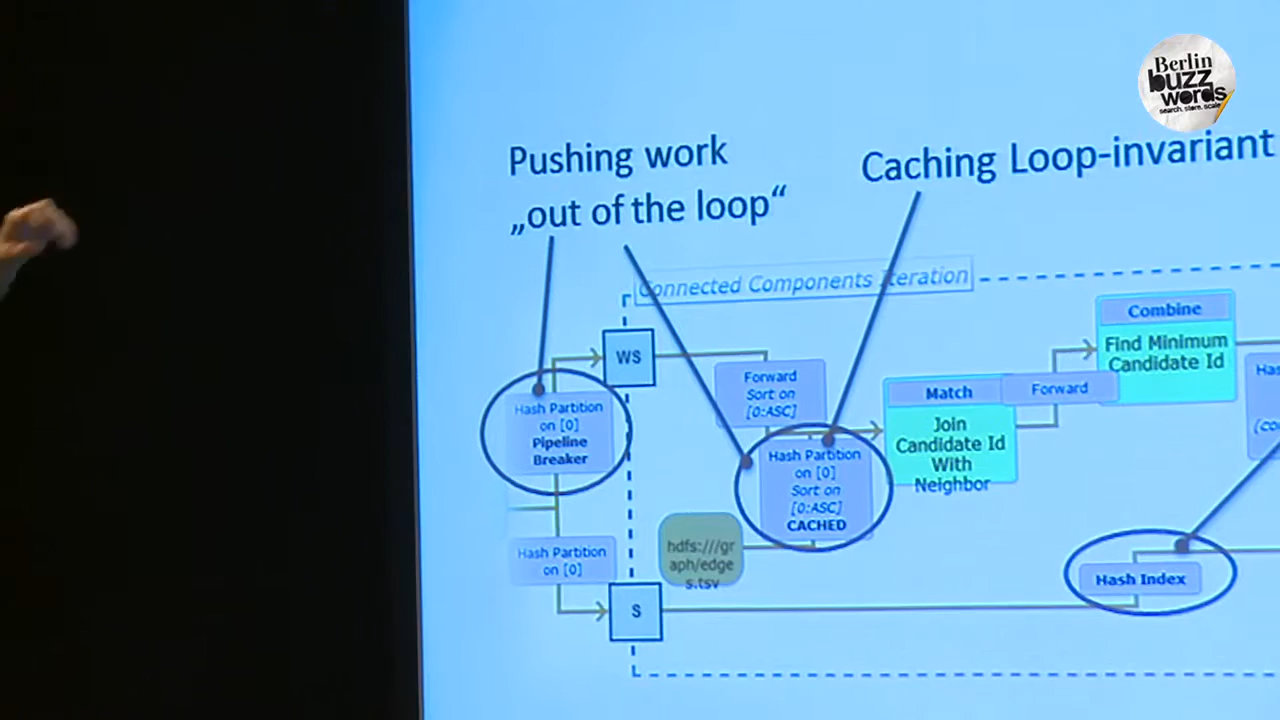 Berlin
buzz
words
search. store. scale
Pushing work
„out of the loop“
Caching Loop-invariant
Connected Components Iteration
WS
Hash Partition
on [0]
Pipeline
Breaker
Hash Partition
on [0]
S
Forward
Sort on
[0:ASC]
Hash Partition
on [0]
Sort on
[0:ASC]
CACHED
hdfs:///gr
aph/edge
s.tsv
Match
Join
Candidate Id
With
Neighbor
Forward
Combine
Find Minimum
Candidate Id
Has
(co
Hash Index